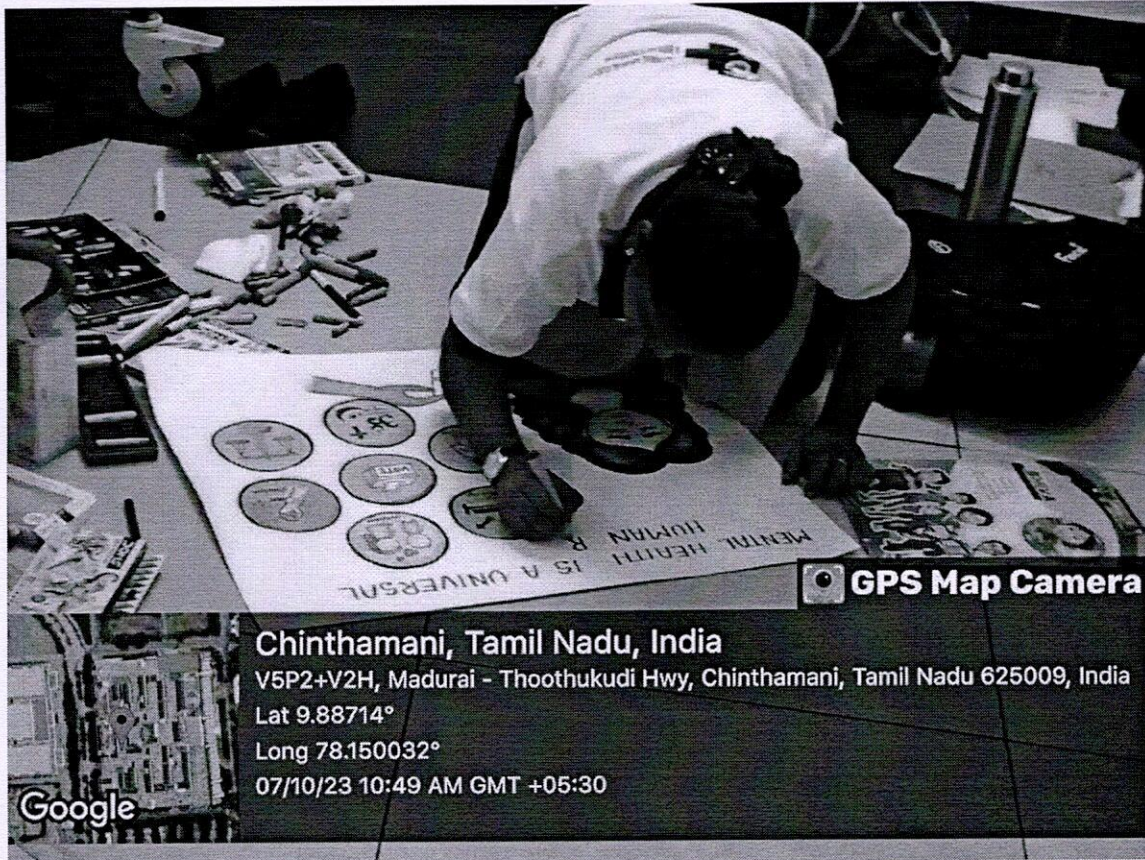 VOTE
MENTAL HEALTH IS A UNIVERSAL
HUMAN R
GPS Map Camera
Chinthamani, Tamil Nadu, India
V5P2+V2H, Madurai - Thoothukudi Hwy, Chinthamani, Tamil Nadu 625009, India
Lat 9.88714°
Long 78.150032°
07/10/23 10:49 AM GMT +05:30
Google